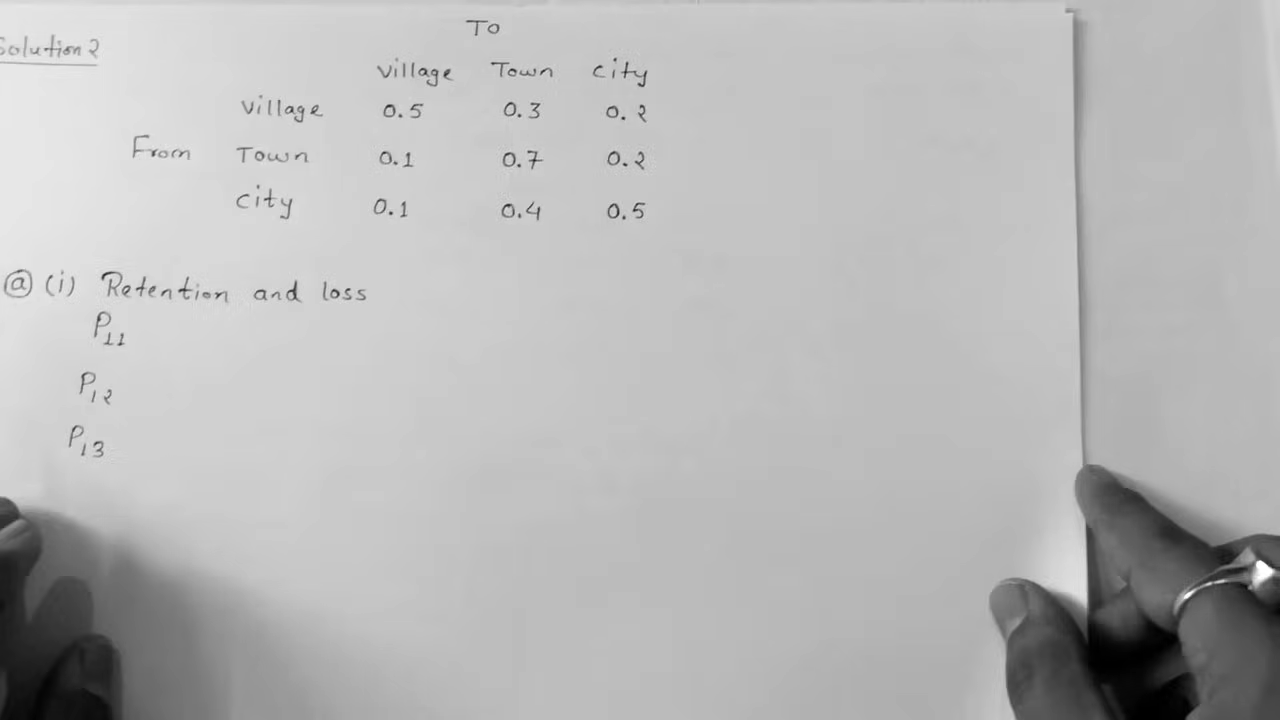 Solution 2
To
Village Town City
Village 0.5 0.3 0.2
From Town 0.1 0.7 0.2
City 0.1 0.4 0.5
ⓐ (i) Retention and loss
P₁₁
P₁₂
P₁₃